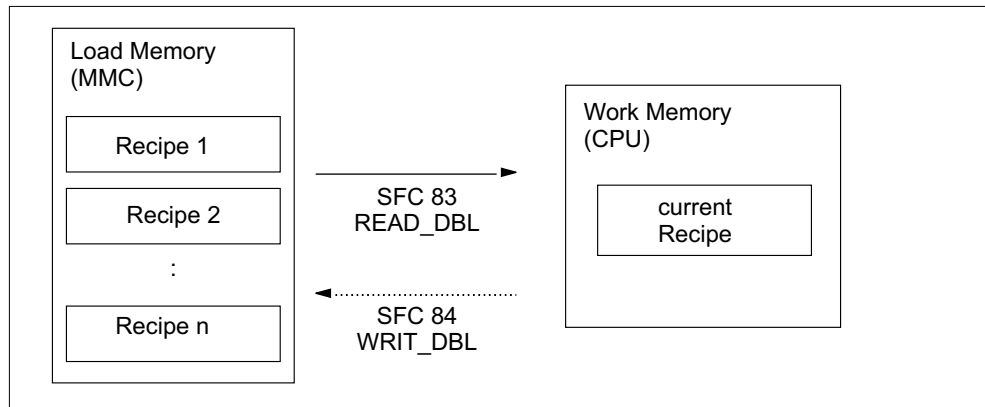 Load Memory
(MMC)
Recipe 1
Recipe 2
:
Recipe n
SFC 83
READ_DBL
SFC 84
WRIT_DBL
Work Memory
(CPU)
current
Recipe